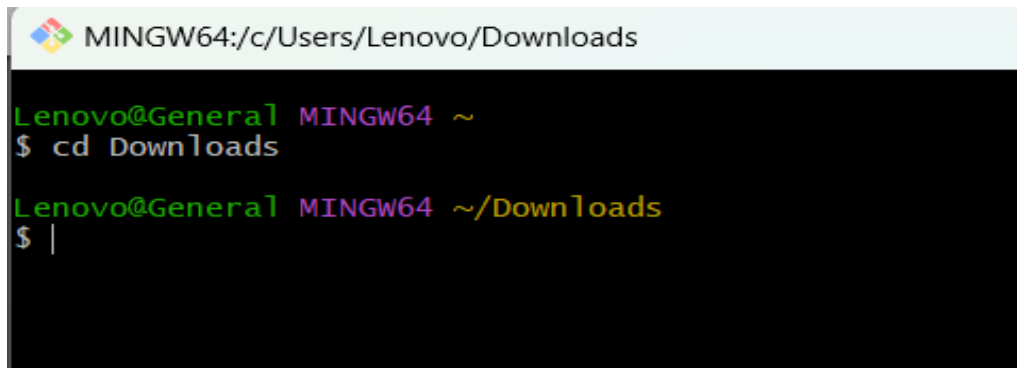 MINGW64:/c/Users/Lenovo/Downloads
Lenovo@General MINGW64 ~
$ cd Downloads
Lenovo@General MINGW64 ~/Downloads
$